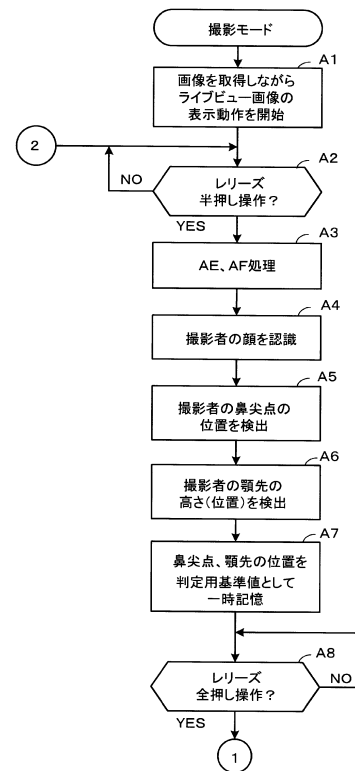 撮影モード
A1
画像を取得しながら
ライブビュー画像の
表示動作を開始
2
A2
レリーズ
半押し操作?
NO
YES
A3
AE、AF処理
A4
撮影者の顔を認識
A5
撮影者の鼻尖点の
位置を検出
A6
撮影者の顎先の
高さ(位置)を検出
A7
鼻尖点、顎先の位置を
判定用基準値として
一時記憶
A8
レリーズ
全押し操作?
NO
YES
1